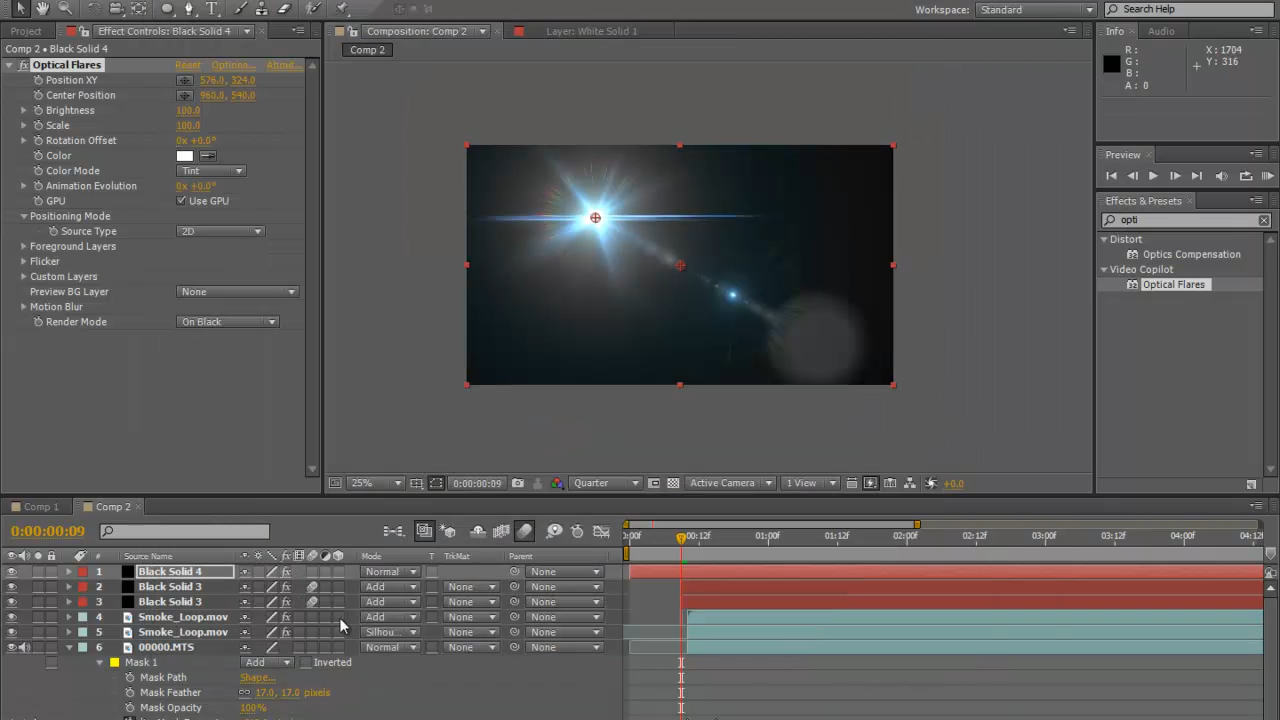 Workspace: Standard Search Help
Project Effect Controls: Black Solid 4
Composition: Comp 2 Layer: White Solid 1
Info Audio
Comp 2 • Black Solid 4
Comp 2
R: X: 1704
G: Y: 316
B:
A: 0
fx Optical Flares Reset Optiono...
Position XY 576.0, 324.0
Center Position 960.0, 540.0
Brightness 100.0
Scale 100.0
Rotation Offset 0x +0.0°
Color
Color Mode Tint
Animation Evolution 0x +0.0°
GPU Use GPU
Positioning Mode
Source Type 2D
Foreground Layers
Flicker
Custom Layers
Preview BG Layer None
Motion Blur
Render Mode On Black
Preview
Effects & Presets
opti
Distort
Optics Compensation
Video Copilot
Optical Flares
25% 0:00:00:09 Quarter Active Camera 1 View +0.0
Comp 1 Comp 2
0:00:00:09
:00f 00:12f 01:00f 01:12f 02:00f 02:12f 03:00f 03:12f 04:00f 04:12
# Source Name Mode T TrkMat Parent
1 Black Solid 4 fx Normal None
2 Black Solid 3 fx Add None None
3 Black Solid 3 fx Add None None
4 Smoke_Loop.mov fx Add None None
5 Smoke_Loop.mov fx Silhou... None None
6 00000.MTS Normal None None
Mask 1 Add Inverted
Mask Path Shape...
Mask Feather 17.0, 17.0 pixels
Mask Opacity 100%